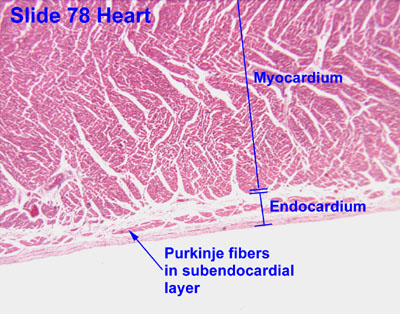 Slide 78 Heart
Myocardium
Endocardium
Purkinje fibers
in subendocardial
layer